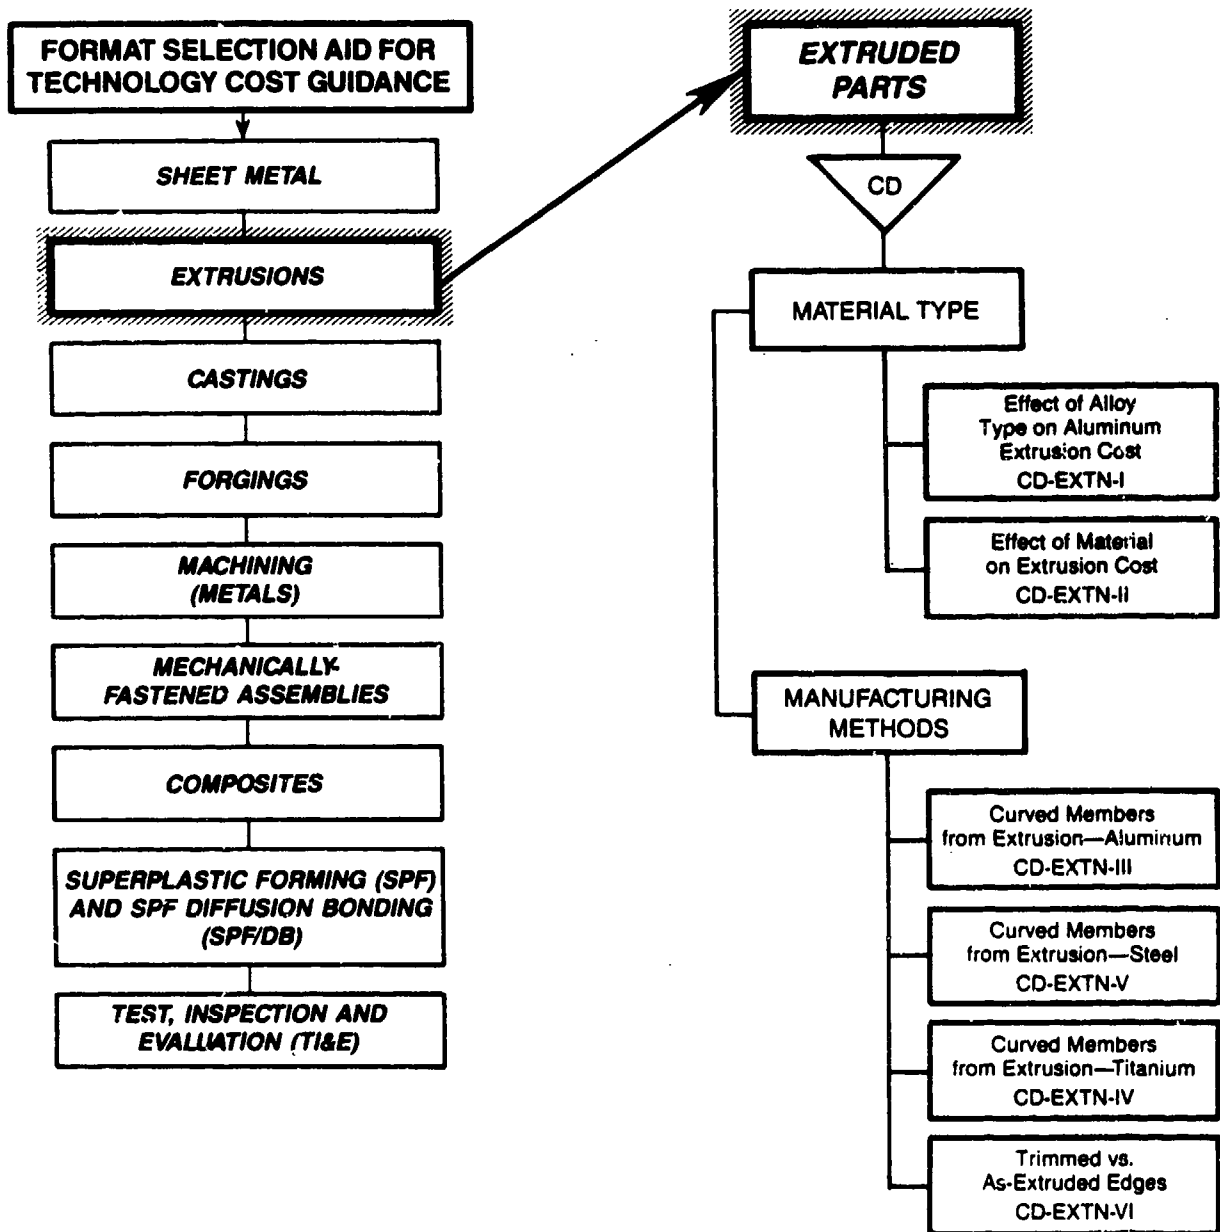 FORMAT SELECTION AID FOR
TECHNOLOGY COST GUIDANCE
SHEET METAL
EXTRUSIONS
CASTINGS
FORGINGS
MACHINING
(METALS)
MECHANICALLY-
FASTENED ASSEMBLIES
COMPOSITES
SUPERPLASTIC FORMING (SPF)
AND SPF DIFFUSION BONDING
(SPF/DB)
TEST, INSPECTION AND
EVALUATION (TI&E)
EXTRUDED
PARTS
CD
MATERIAL TYPE
Effect of Alloy
Type on Aluminum
Extrusion Cost
CD-EXTN-I
Effect of Material
on Extrusion Cost
CD-EXTN-II
MANUFACTURING
METHODS
Curved Members
from Extrusion—Aluminum
CD-EXTN-III
Curved Members
from Extrusion—Steel
CD-EXTN-V
Curved Members
from Extrusion—Titanium
CD-EXTN-IV
Trimmed vs.
As-Extruded Edges
CD-EXTN-VI